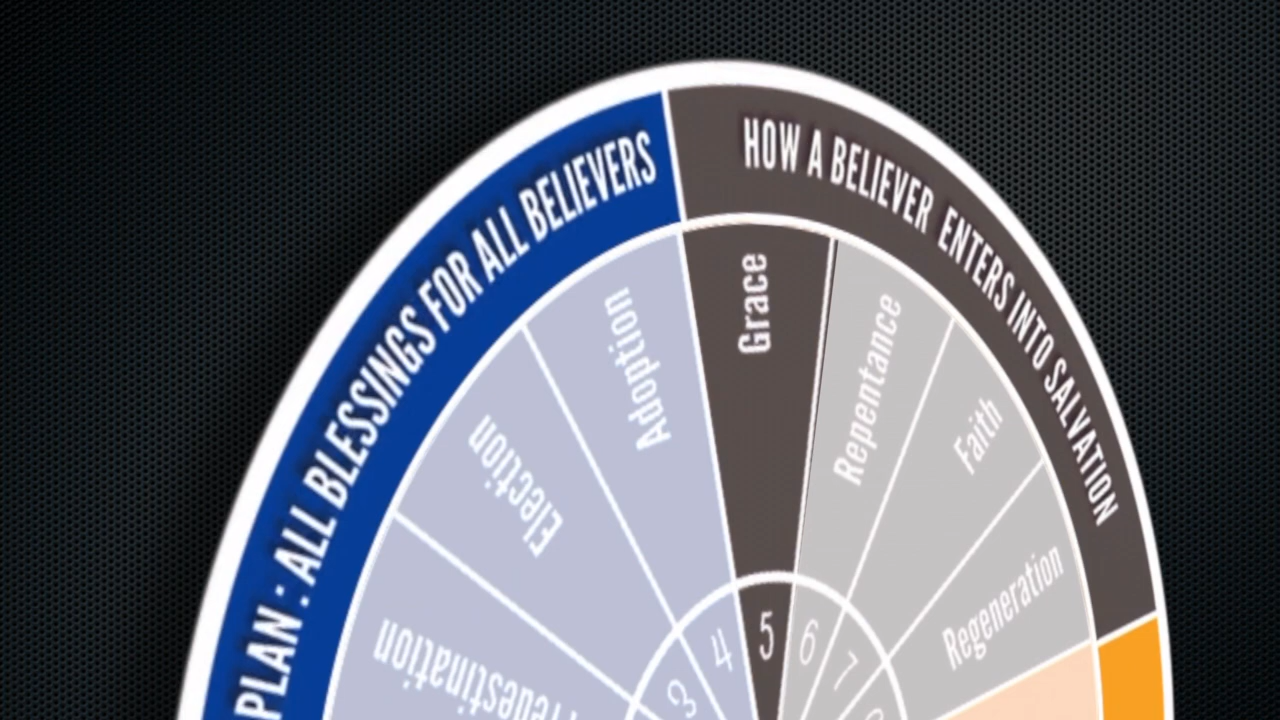 PLAN : ALL BLESSINGS FOR ALL BELIEVERS
HOW A BELIEVER ENTERS INTO SALVATION
Election
Adoption
Grace
Repentance
Faith
Regeneration
3
4
5
6
7